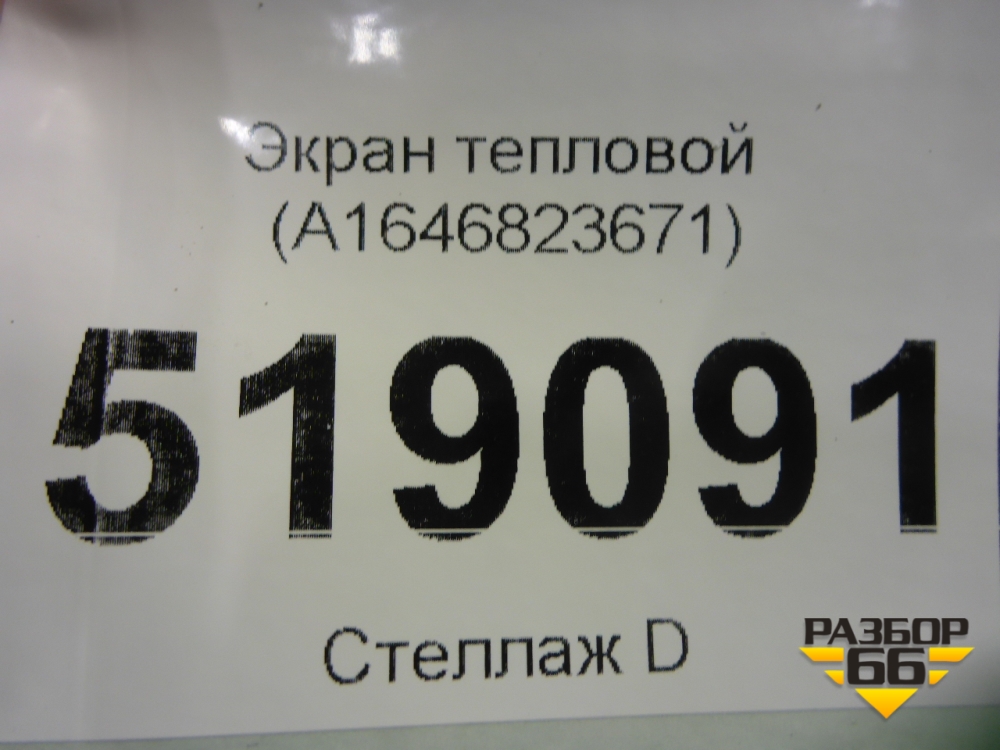 Экран тепловой
(A1646823671)
519091
Стеллаж D
РАЗБОР
66